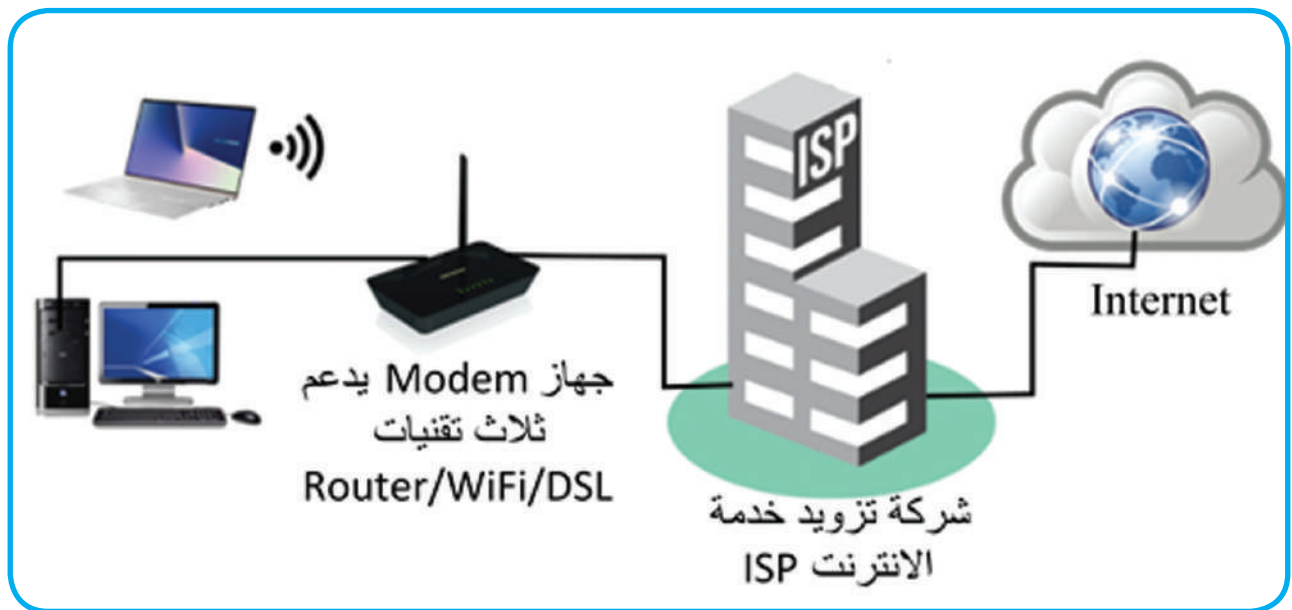 ISP
Internet
جهاز Modem يدعم
ثلاث تقنيات
Router/WiFi/DSL
شركة تزويد خدمة
الانترنت ISP